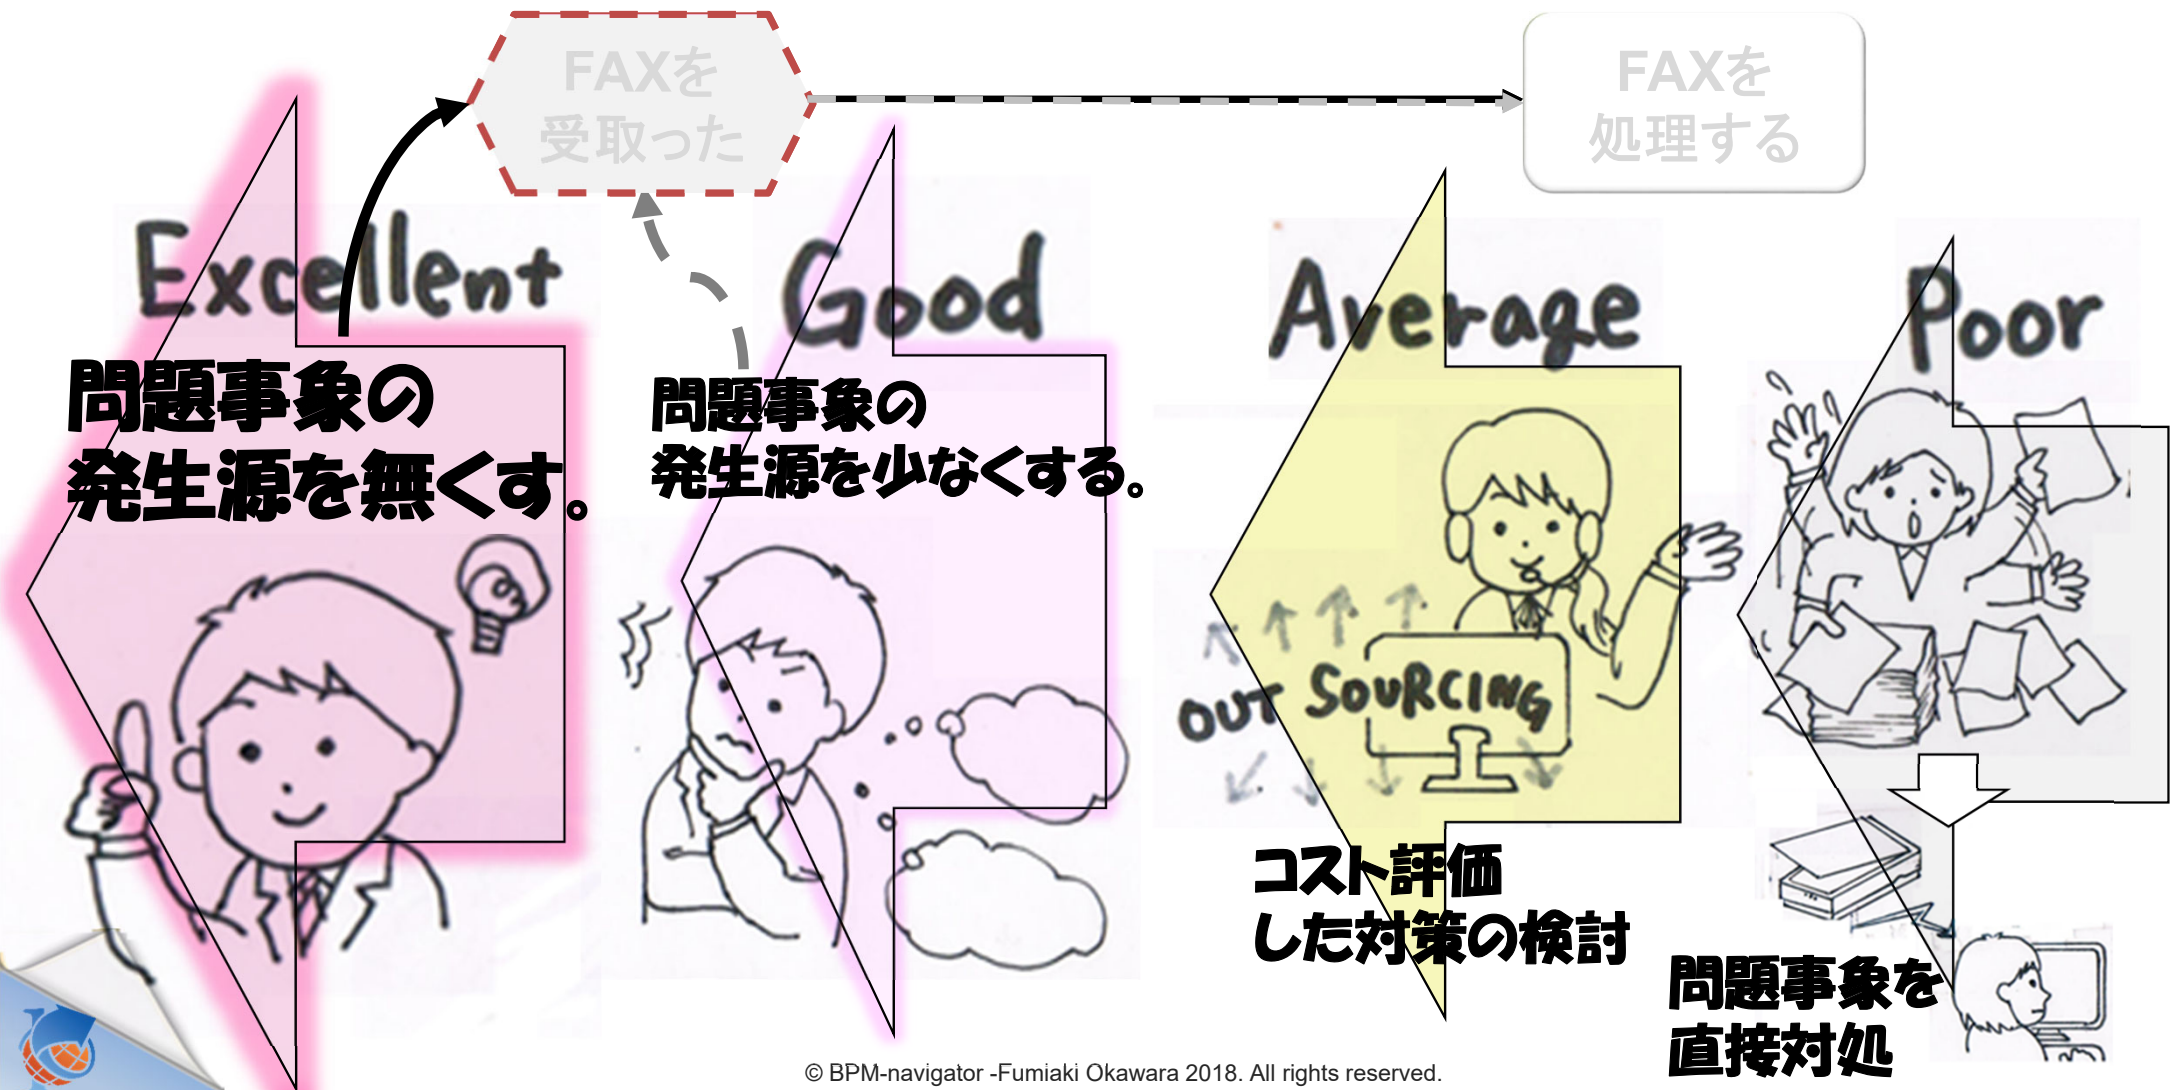 FAXを
受取った
FAXを
処理する
Excellent
Good
Average
Poor
問題事象の
発生源を無くす。
問題事象の
発生源を少なくする。
OUT SOURCING
コスト評価
した対策の検討
問題事象を
直接対処
© BPM-navigator -Fumiaki Okawara 2018. All rights reserved.